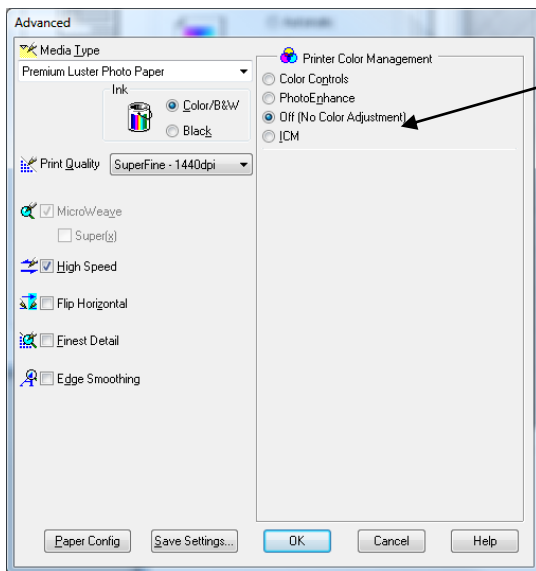 Advanced
Media Type
Premium Luster Photo Paper
Ink
Color/B&W
Black
Print Quality
SuperFine - 1440dpi
MicroWeave
Super(x)
High Speed
Flip Horizontal
Finest Detail
Edge Smoothing
Printer Color Management
Color Controls
PhotoEnhance
Off (No Color Adjustment)
ICM
Paper Config
Save Settings...
OK
Cancel
Help